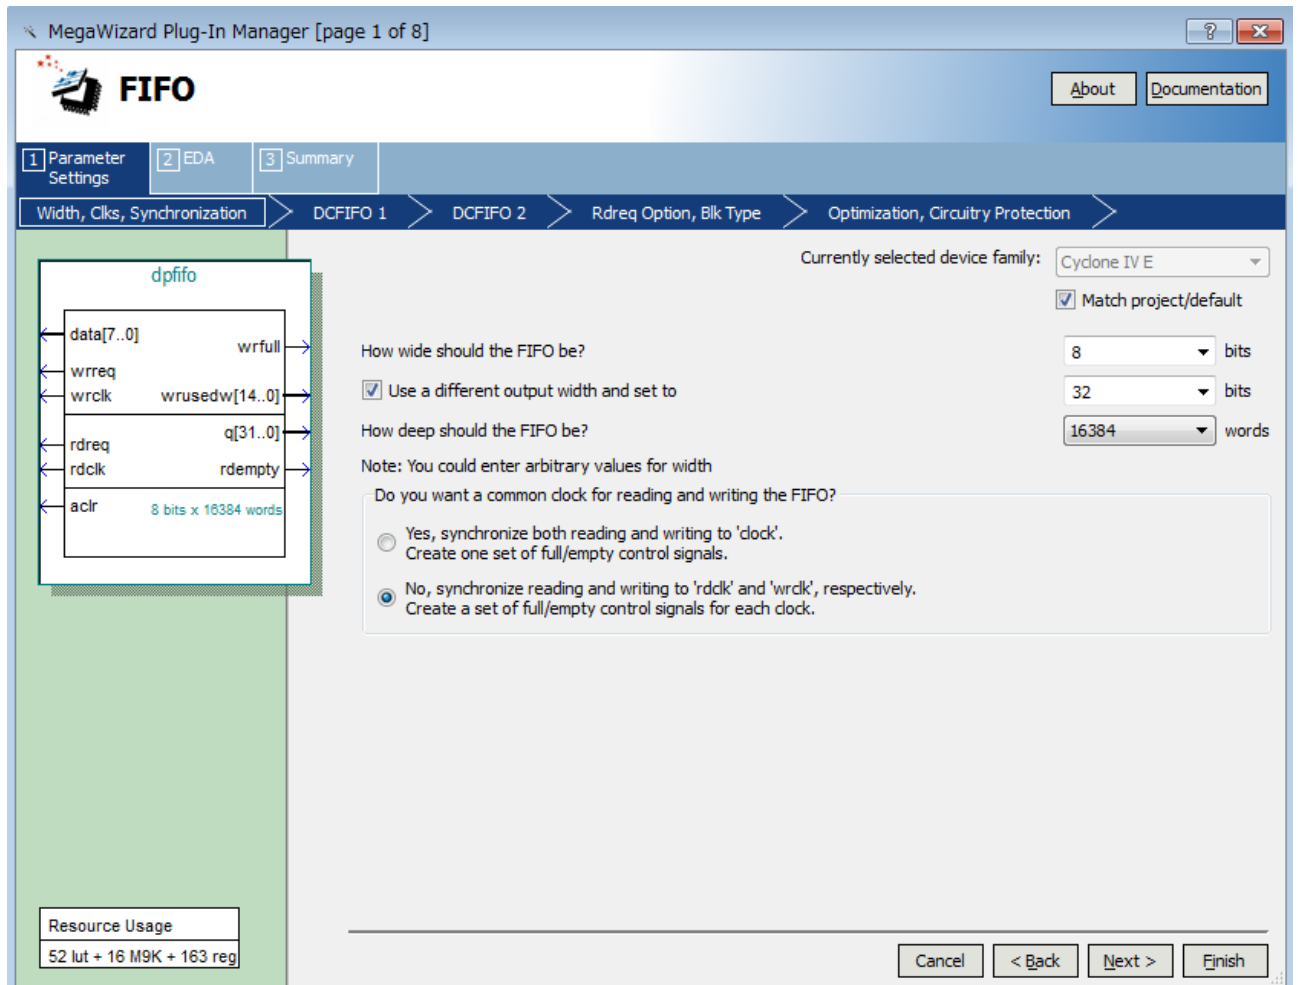 MegaWizard Plug-In Manager [page 1 of 8]
?
FIFO
About
Documentation
1 Parameter Settings
2 EDA
3 Summary
Width, Clks, Synchronization
DCFIFO 1
DCFIFO 2
Rdreq Option, Blk Type
Optimization, Circuitry Protection
dpfifo
data[7..0]
wrfull
wrreq
wrclk
wrusedw[14..0]
q[31..0]
rdreq
rdclk
rdempty
aclr
8 bits x 16384 words
Currently selected device family:
Cyclone IV E
Match project/default
How wide should the FIFO be?
8
bits
Use a different output width and set to
32
bits
How deep should the FIFO be?
16384
words
Note: You could enter arbitrary values for width
Do you want a common clock for reading and writing the FIFO?
Yes, synchronize both reading and writing to 'clock'.
Create one set of full/empty control signals.
No, synchronize reading and writing to 'rdclk' and 'wrclk', respectively.
Create a set of full/empty control signals for each clock.
Resource Usage
52 lut + 16 M9K + 163 reg
Cancel
< Back
Next >
Finish